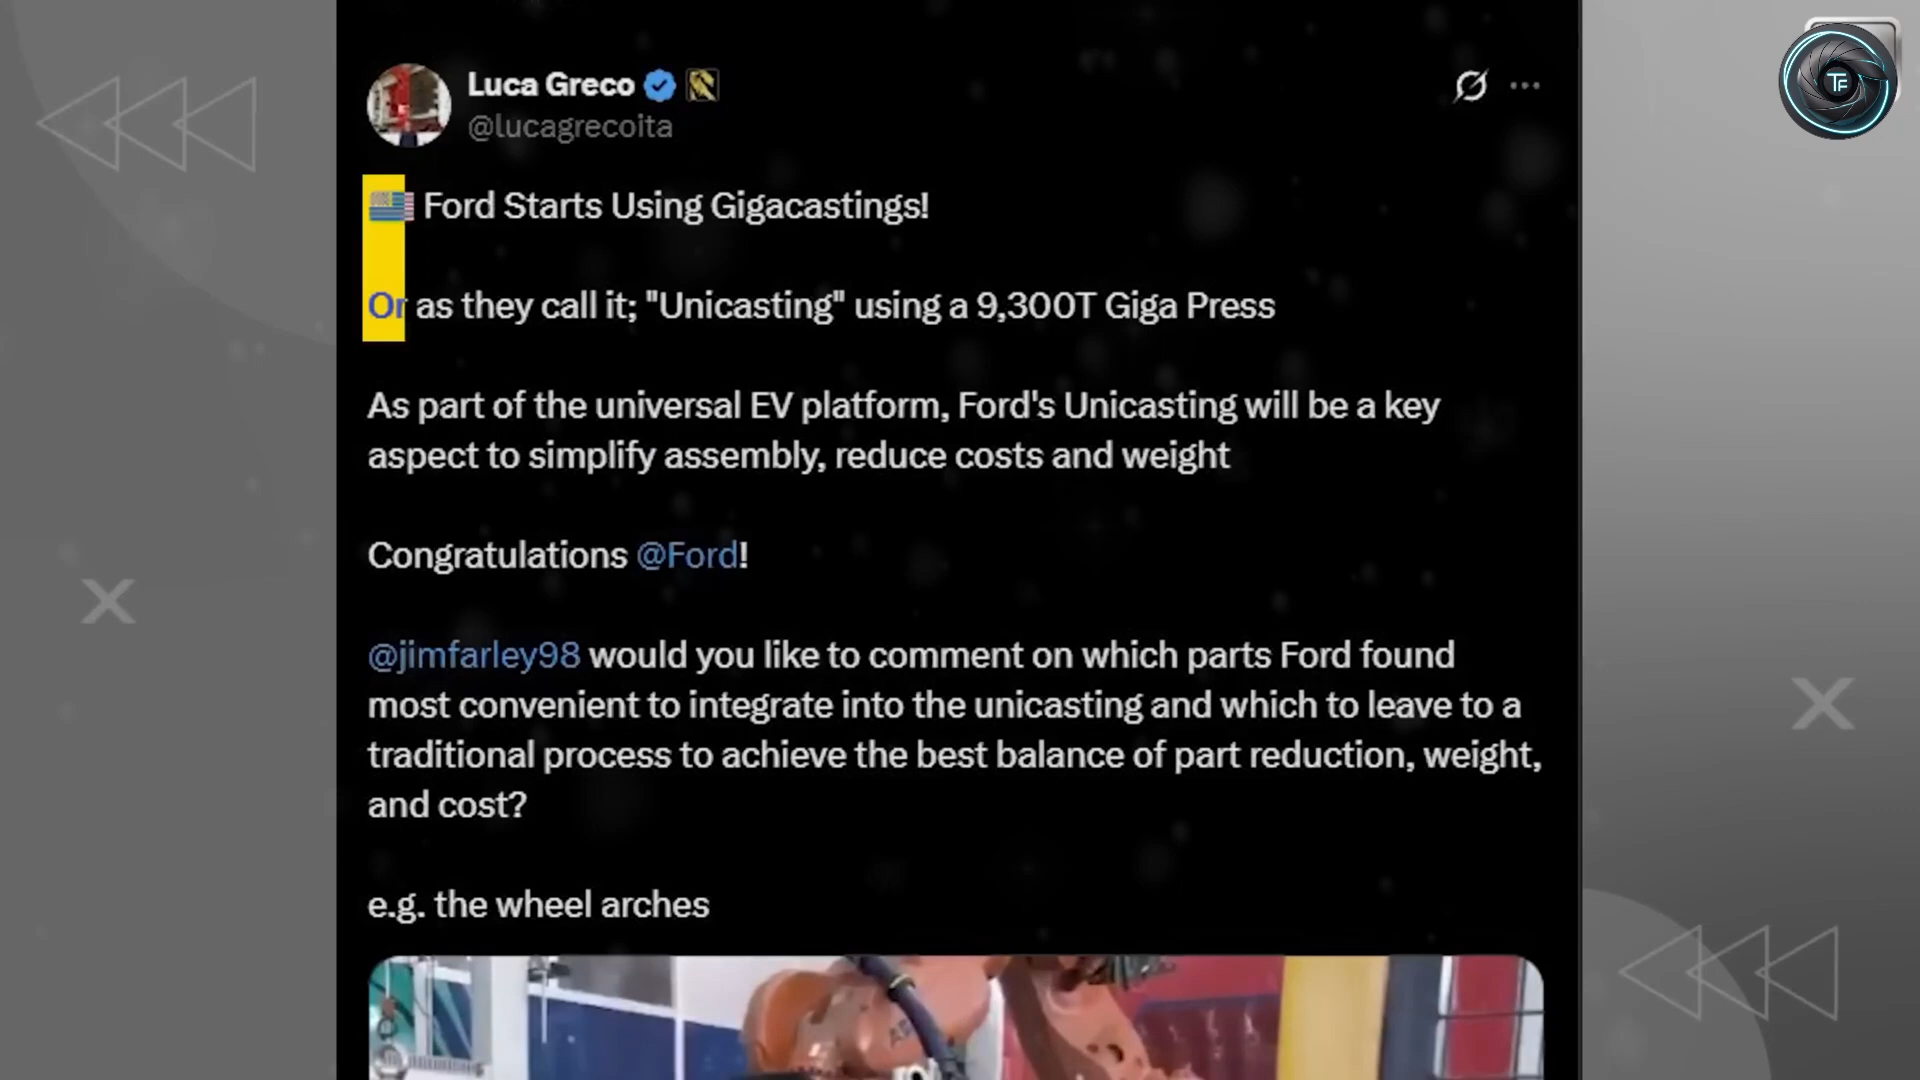 TF
Luca Greco
@lucagrecoita
🇺🇸 Ford Starts Using Gigacastings!
Or as they call it; "Unicasting" using a 9,300T Giga Press
As part of the universal EV platform, Ford's Unicasting will be a key
aspect to simplify assembly, reduce costs and weight
Congratulations @Ford!
@jimfarley98 would you like to comment on which parts Ford found
most convenient to integrate into the unicasting and which to leave to a
traditional process to achieve the best balance of part reduction, weight,
and cost?
e.g. the wheel arches